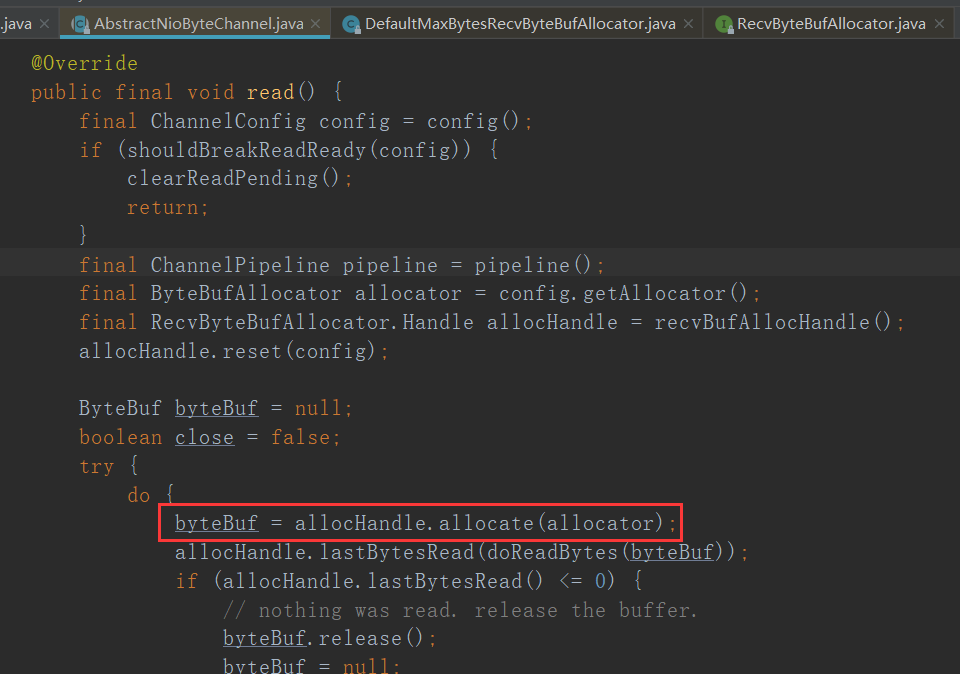 .java × AbstractNioByteChannel.java × DefaultMaxBytesRecvByteBufAllocator.java × RecvByteBufAllocator.java ×
@Override
public final void read() {
    final ChannelConfig config = config();
    if (shouldBreakReadReady(config)) {
        clearReadPending();
        return;
    }
    final ChannelPipeline pipeline = pipeline();
    final ByteBufAllocator allocator = config.getAllocator();
    final RecvByteBufAllocator.Handle allocHandle = recvBufAllocHandle();
    allocHandle.reset(config);
    ByteBuf byteBuf = null;
    boolean close = false;
    try {
        do {
            byteBuf = allocHandle.allocate(allocator);
            allocHandle.lastBytesRead(doReadBytes(byteBuf));
            if (allocHandle.lastBytesRead() <= 0) {
                // nothing was read. release the buffer.
                byteBuf.release();
                byteBuf = null;